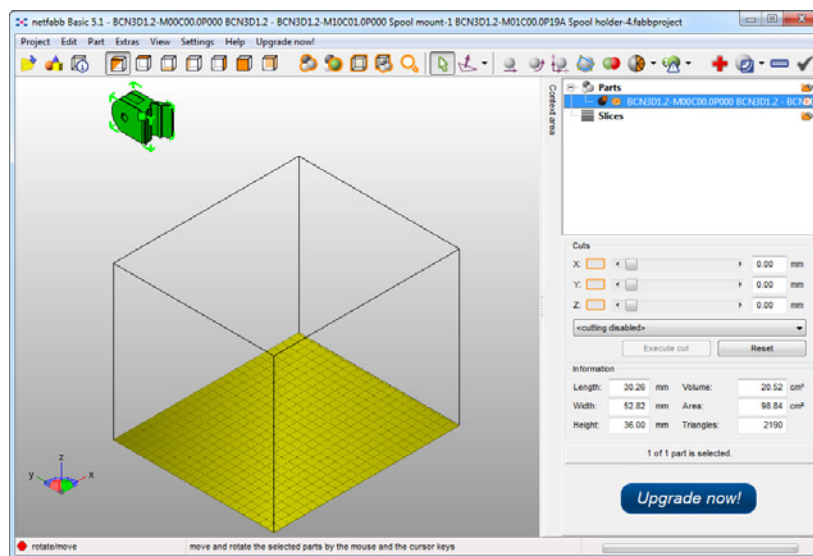 netfabb Basic 5.1 - BCN3D1.2-M00C00.0P000 BCN3D1.2 - BCN3D1.2-M10C01.0P000 Spool mount-1 BCN3D1.2-M01C00.0P19A Spool holder-4.fabbproject
Project Edit Part Extras View Settings Help Upgrade now!
Context area
Parts
BCN3D1.2-M00C00.0P000 BCN3D1.2 - BCN
Slices
Cuts
X: 0.00 mm
Y: 0.00 mm
Z: 0.00 mm
<cutting disabled>
Execute cut Reset
Information
Length: 30.26 mm Volume: 20.52 cm³
Width: 52.82 mm Area: 98.84 cm²
Height: 36.00 mm Triangles: 2190
1 of 1 part is selected.
Upgrade now!
z
y x
rotate/move move and rotate the selected parts by the mouse and the cursor keys